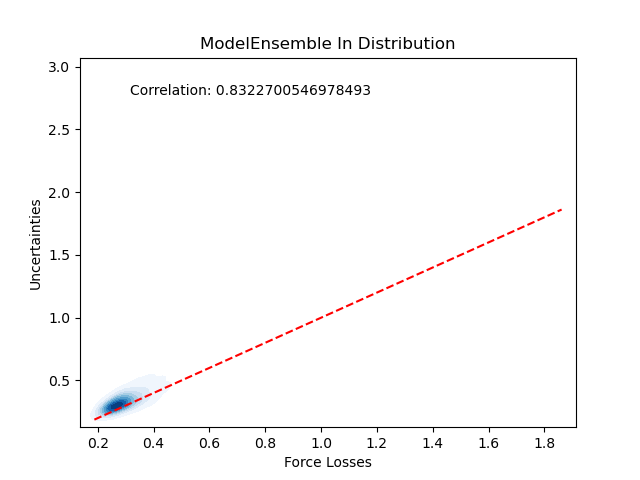 ModelEnsemble In Distribution
3.0
Correlation: 0.8322700546978493
2.5
2.0
1.5
1.0
0.5
Uncertainties
0.2 0.4 0.6 0.8 1.0 1.2 1.4 1.6 1.8
Force Losses